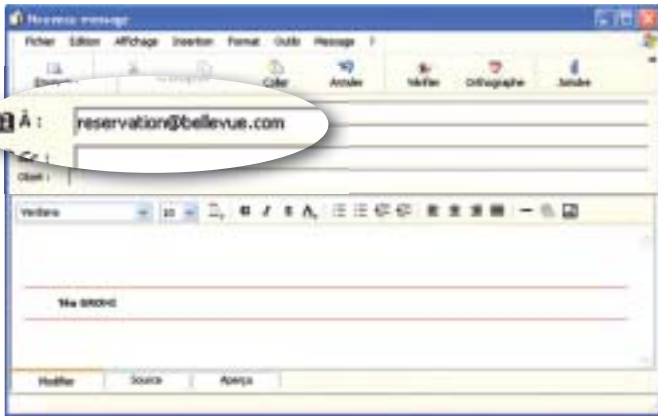 Nouveau message
Fichier Edition Affichage Insertion Format Outils Message ?
Coller Annuler Vérifier Orthographe Joindre
À : reservation@bellevue.com
Cc :
Objet :
Verdana 10
Modifier Source Aperçu